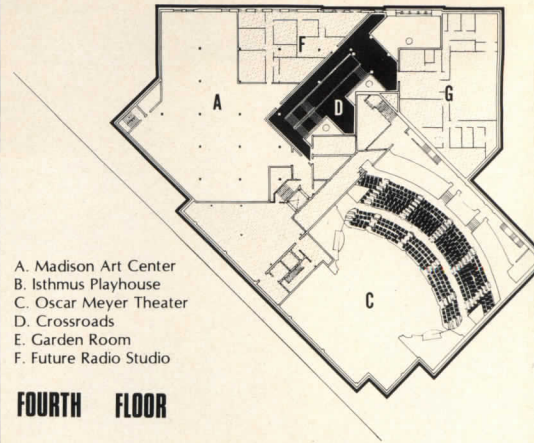 F
A
D
G
C
A. Madison Art Center
B. Isthmus Playhouse
C. Oscar Meyer Theater
D. Crossroads
E. Garden Room
F. Future Radio Studio
FOURTH FLOOR